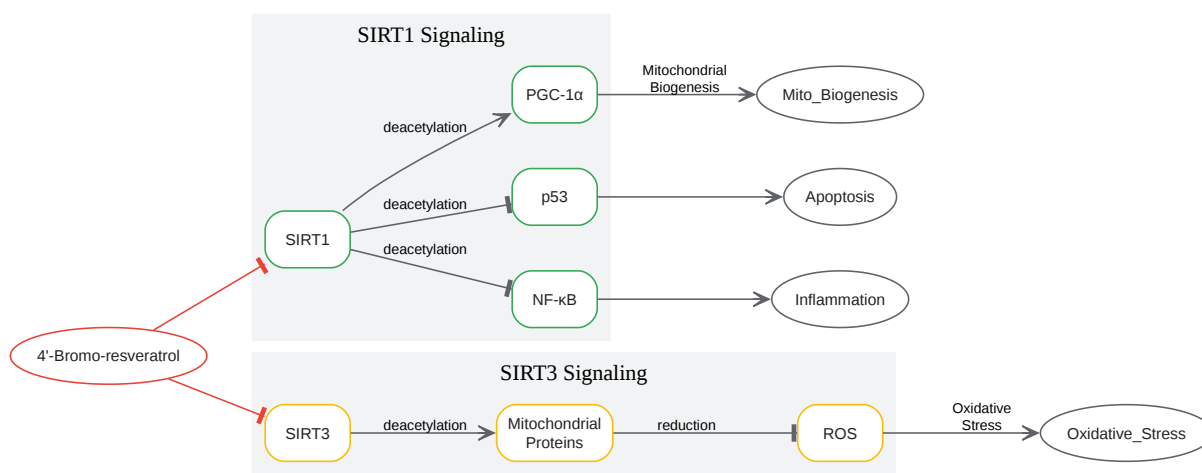 SIRT1 Signaling
PGC-1α
Mitochondrial
Biogenesis
Mito_Biogenesis
deacetylation
deacetylation
p53
Apoptosis
SIRT1
deacetylation
NF-κB
Inflammation
4'-Bromo-resveratrol
SIRT3 Signaling
SIRT3
deacetylation
Mitochondrial
Proteins
reduction
ROS
Oxidative
Stress
Oxidative_Stress